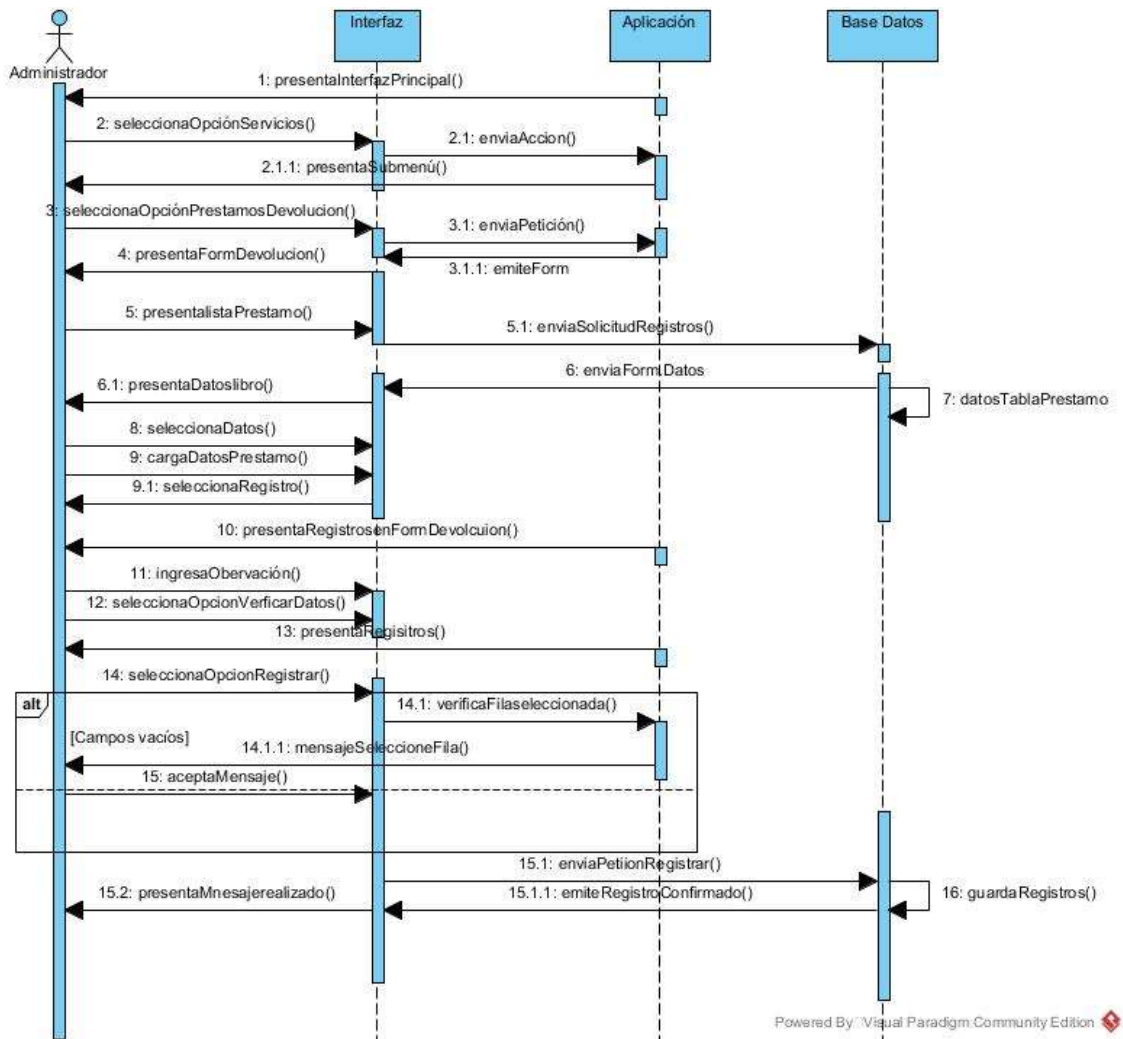 Interfaz
Aplicación
Base Datos
Administrador
1: presentaInterfazPrincipal()
2: seleccionaOpciónServicios()
2.1: enviaAccion()
2.1.1: presentaSubmenú()
3: seleccionaOpciónPrestamosDevolucion()
3.1: enviaPetición()
4: presentaFormDevolucion()
3.1.1: emiteForm
5: presentalistaPrestamo()
5.1: enviaSolicitudRegistros()
6: enviaForm.Datos
6.1: presentaDatoslibro()
7: datosTablaPrestamo
8: seleccionaDatos()
9: cargaDatosPrestamo()
9.1: seleccionaRegistro()
10: presentaRegistrosenFormDevolcuion()
11: ingresaObervación()
12: seleccionaOpcionVerficarDatos()
13: presentaRegisitros()
14: seleccionaOpcionRegistrar()
alt
14.1: verificaFilaseleccionada()
[Campos vacíos]
14.1.1: mensajeSeleccioneFila()
15: aceptaMensaje()
15.1: enviaPetiionRegistrar()
15.2: presentaMnesajerealizado()
15.1.1: emiteRegistroConfirmado()
16: guardaRegistros()
Powered By Visual Paradigm Community Edition